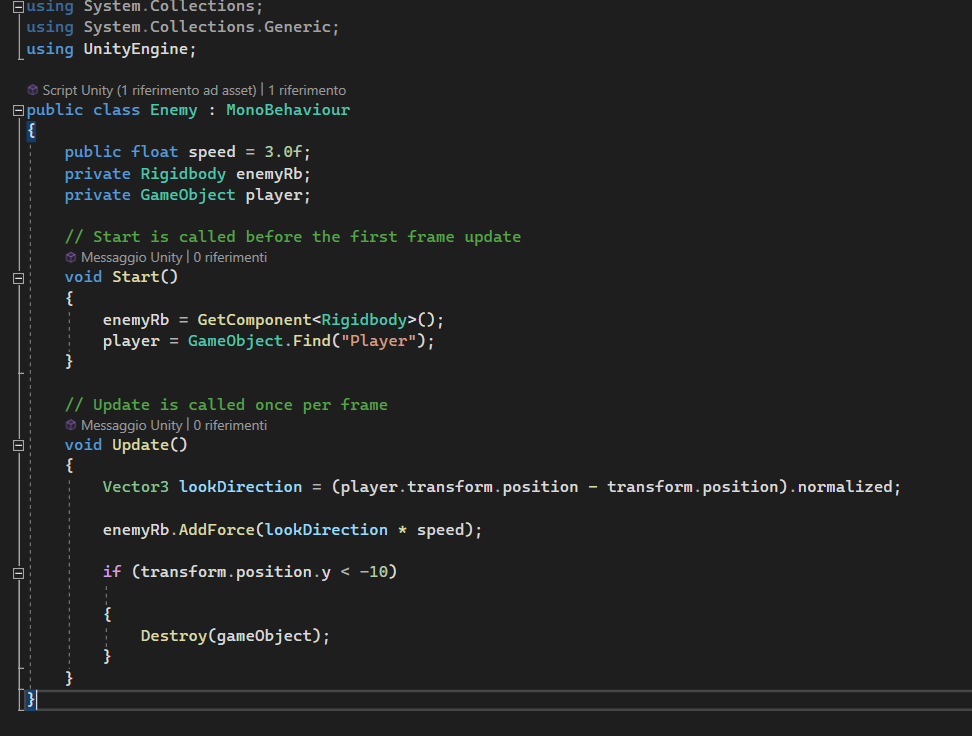 using System.Collections;
using System.Collections.Generic;
using UnityEngine;
Script Unity (1 riferimento ad asset) | 1 riferimento
public class Enemy : MonoBehaviour
{
public float speed = 3.0f;
private Rigidbody enemyRb;
private GameObject player;
// Start is called before the first frame update
Messaggio Unity | 0 riferimenti
void Start()
{
enemyRb = GetComponent<Rigidbody>();
player = GameObject.Find("Player");
}
// Update is called once per frame
Messaggio Unity | 0 riferimenti
void Update()
{
Vector3 lookDirection = (player.transform.position - transform.position).normalized;
enemyRb.AddForce(lookDirection * speed);
if (transform.position.y < -10)
{
Destroy(gameObject);
}
}
}